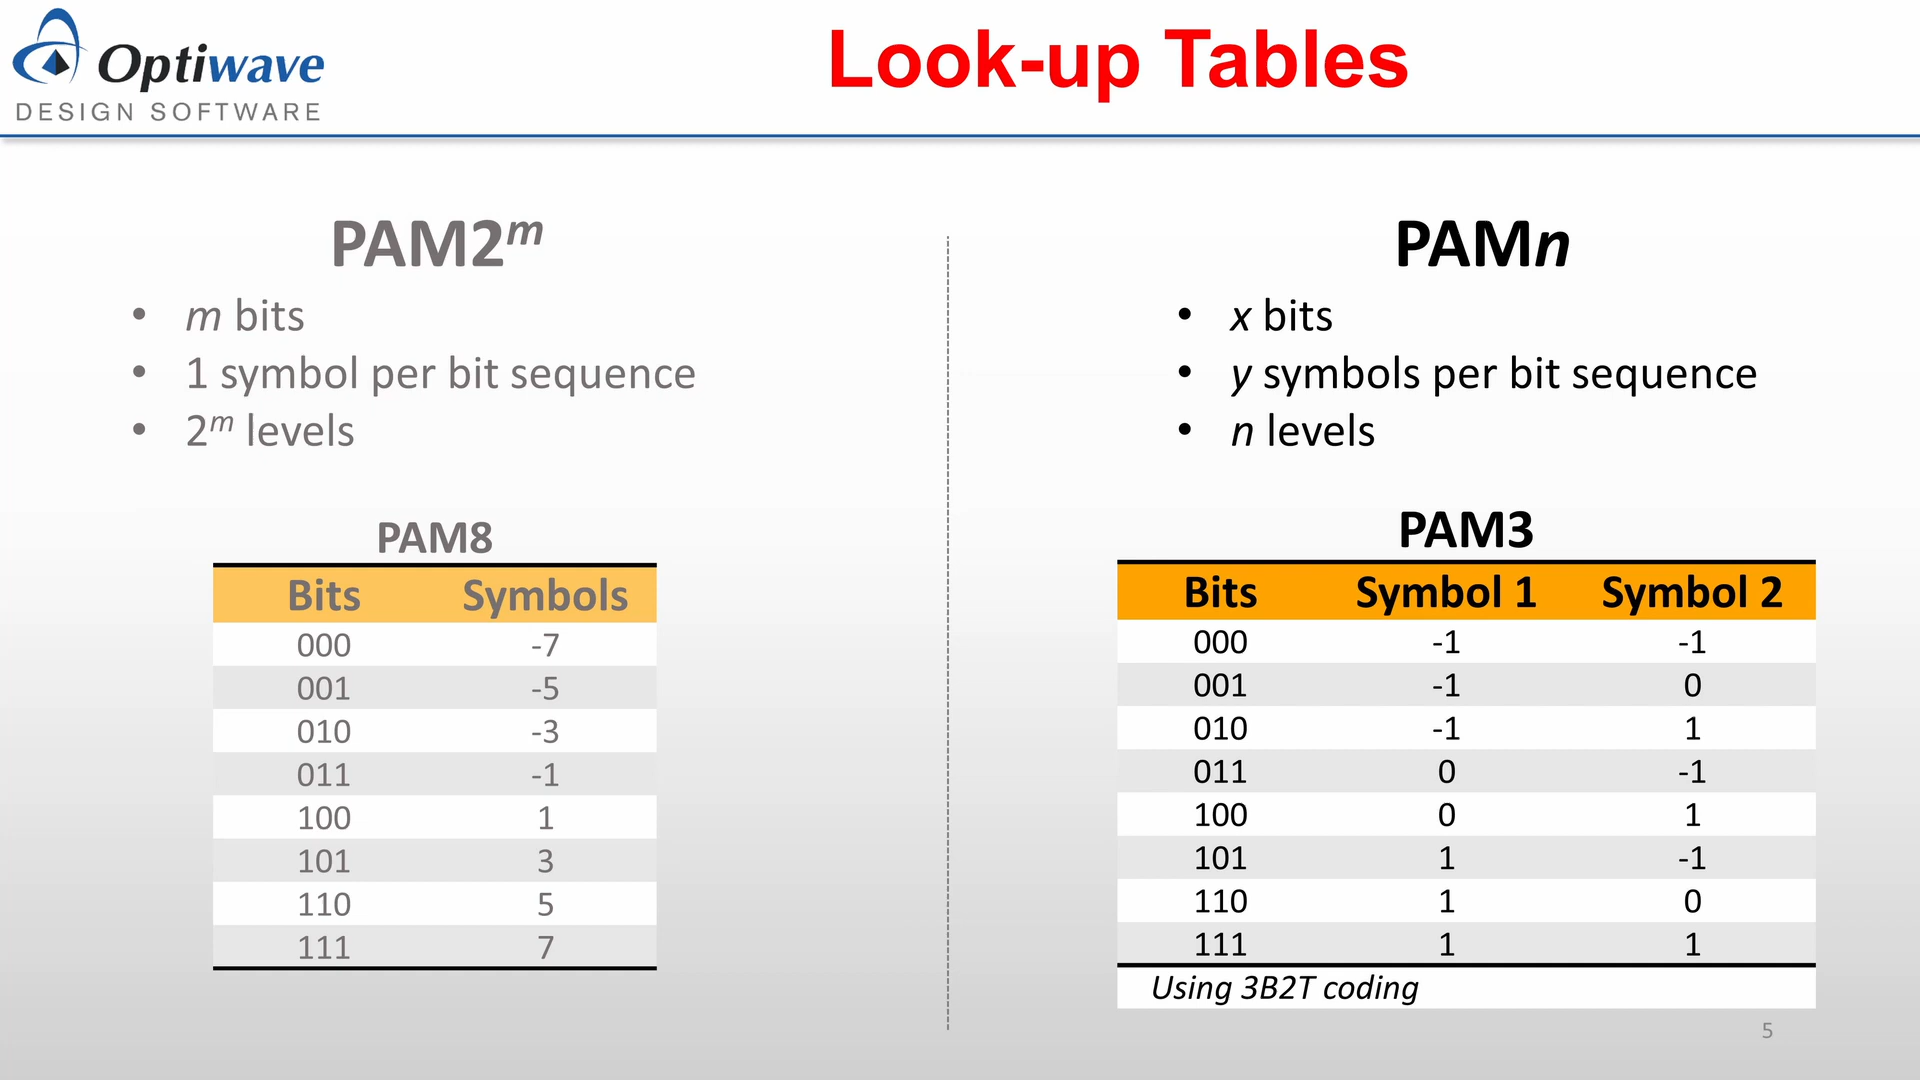 Optiwave
DESIGN SOFTWARE
Look-up Tables
PAM2ᵐ
• m bits
• 1 symbol per bit sequence
• 2ᵐ levels
PAM8
Bits Symbols
000 -7
001 -5
010 -3
011 -1
100 1
101 3
110 5
111 7
PAMn
• x bits
• y symbols per bit sequence
• n levels
PAM3
Bits Symbol 1 Symbol 2
000 -1 -1
001 -1 0
010 -1 1
011 0 -1
100 0 1
101 1 -1
110 1 0
111 1 1
Using 3B2T coding
5